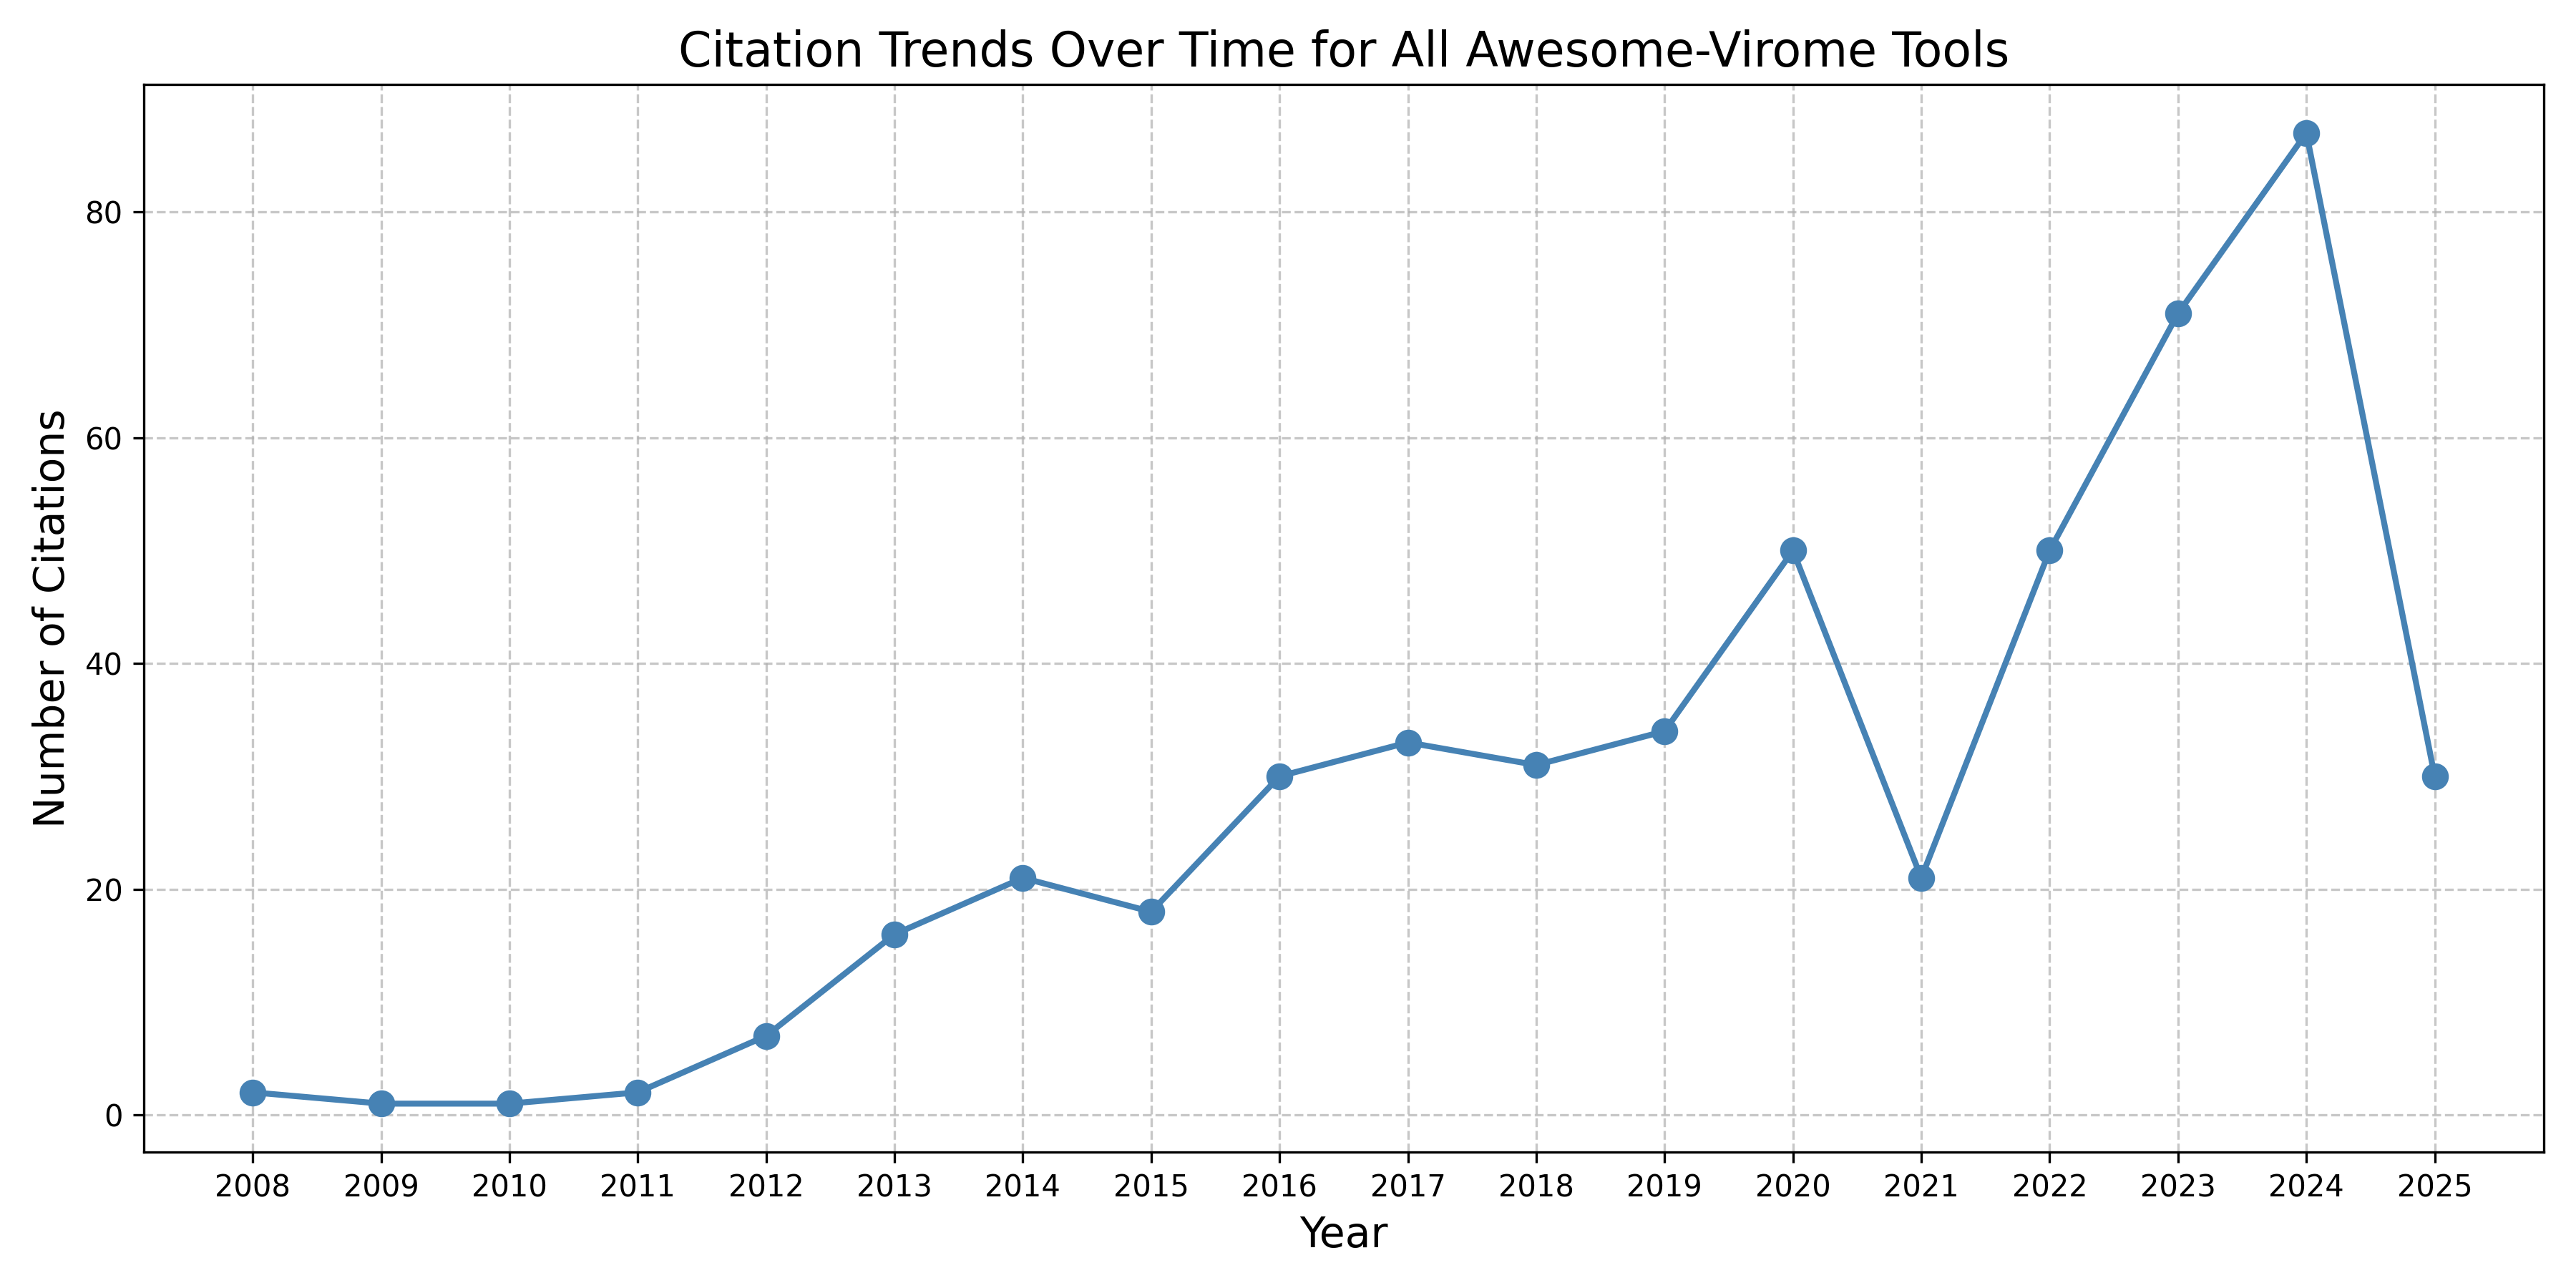 Citation Trends Over Time for All Awesome-Virome Tools
Number of Citations
80
60
40
20
0
2008 2009 2010 2011 2012 2013 2014 2015 2016 2017 2018 2019 2020 2021 2022 2023 2024 2025
Year